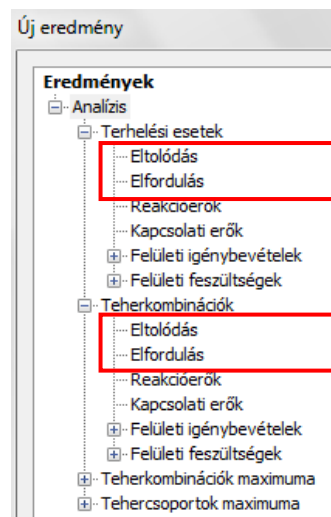 Új eredmény
Eredmények
Analízis
Terhelési esetek
Eltolódás
Elfordulás
Reakcióerők
Kapcsolati erők
Felületi igénybevételek
Felületi feszültségek
Teherkombinációk
Eltolódás
Elfordulás
Reakcióerők
Kapcsolati erők
Felületi igénybevételek
Felületi feszültségek
Teherkombinációk maximuma
Tehercsoportok maximuma